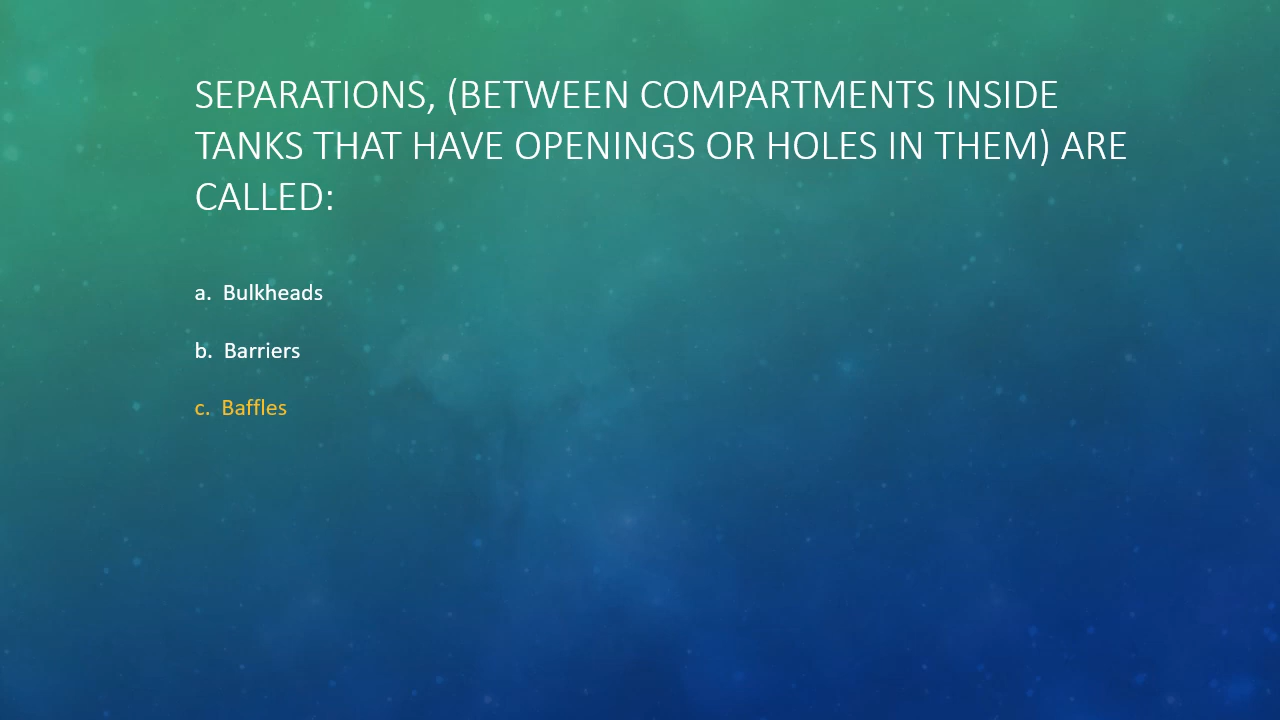 SEPARATIONS, (BETWEEN COMPARTMENTS INSIDE
TANKS THAT HAVE OPENINGS OR HOLES IN THEM) ARE
CALLED:
a. Bulkheads
b. Barriers
c. Baffles